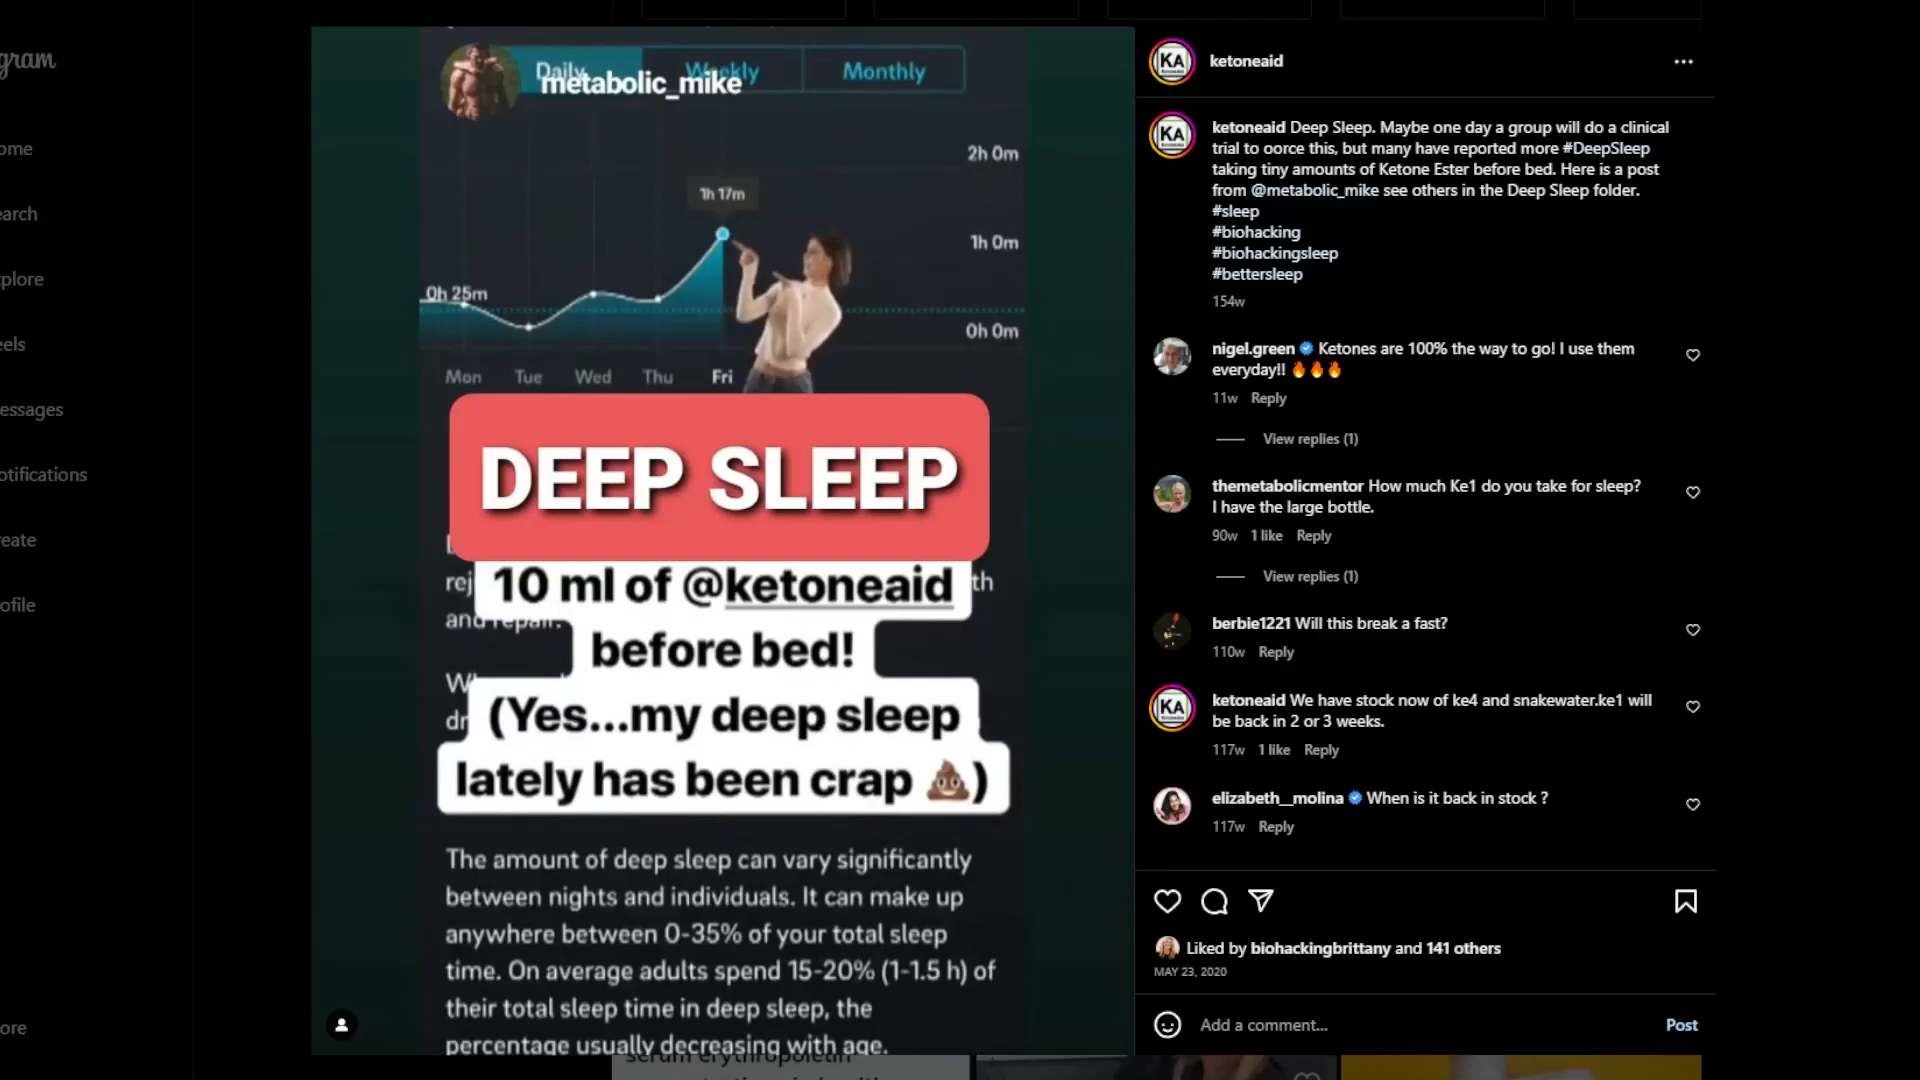 gram
ome
earch
xplore
eels
essages
otifications
eate
ofile
ore
Daily
Weekly
Monthly
metabolic_mike
2h 0m
1h 17m
1h 0m
0h 25m
0h 0m
Mon Tue Wed Thu Fri
DEEP SLEEP
10 ml of @ketoneaid
before bed!
(Yes...my deep sleep
lately has been crap 💩)
rej
th
and repair.
The amount of deep sleep can vary significantly
between nights and individuals. It can make up
anywhere between 0-35% of your total sleep
time. On average adults spend 15-20% (1-1.5 h) of
their total sleep time in deep sleep, the
percentage usually decreasing with age.
serum erythropoietin
KA
ketoneaid
KA
ketoneaid Deep Sleep. Maybe one day a group will do a clinical
trial to oorce this, but many have reported more #DeepSleep
taking tiny amounts of Ketone Ester before bed. Here is a post
from @metabolic_mike see others in the Deep Sleep folder.
#sleep
#biohacking
#biohackingsleep
#bettersleep
154w
nigel.green Ketones are 100% the way to go! I use them
everyday!! 🔥🔥🔥
11w Reply
View replies (1)
themetabolicmentor How much Ke1 do you take for sleep?
I have the large bottle.
90w 1 like Reply
View replies (1)
berbie1221 Will this break a fast?
110w Reply
KA
ketoneaid We have stock now of ke4 and snakewater.ke1 will
be back in 2 or 3 weeks.
117w 1 like Reply
elizabeth__molina When is it back in stock ?
117w Reply
Liked by biohackingbrittany and 141 others
MAY 23, 2020
Add a comment...
Post